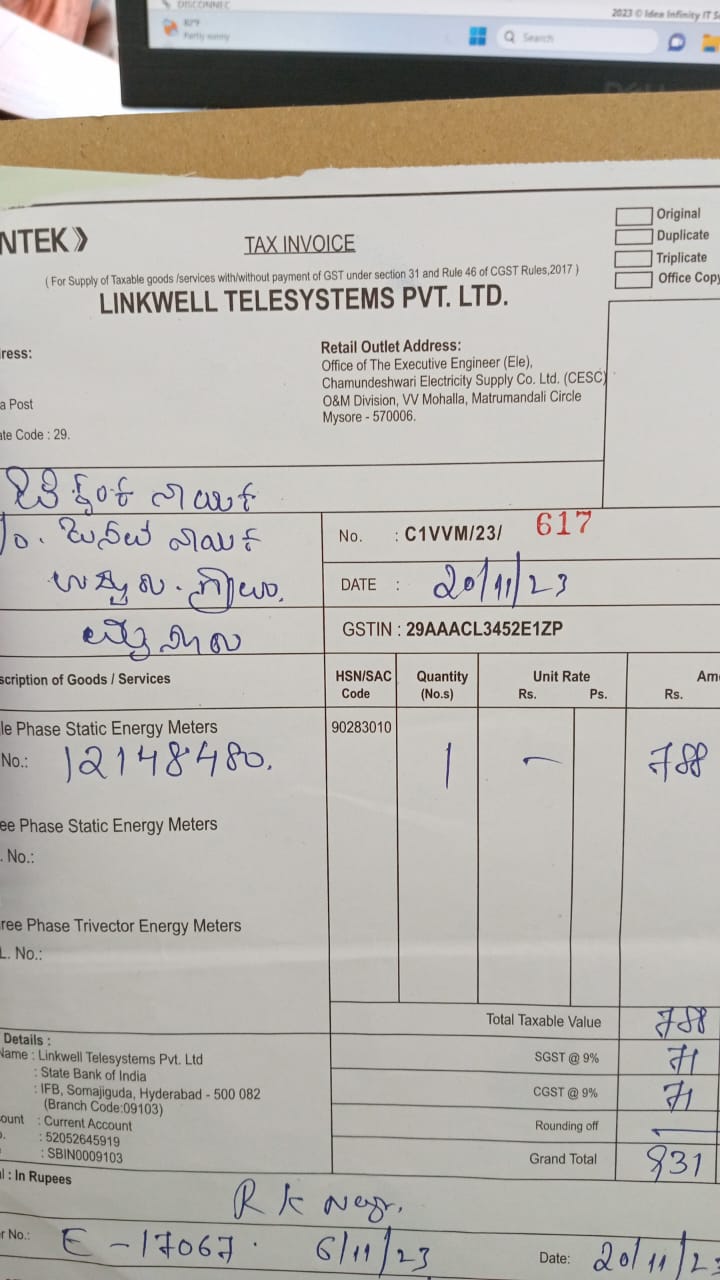 DISCONNEC
2023 © Idea Infinity IT S
82°F
Partly sunny
Search
NTEK》
TAX INVOICE
Original
Duplicate
Triplicate
Office Copy
( For Supply of Taxable goods /services with/without payment of GST under section 31 and Rule 46 of CGST Rules,2017 )
LINKWELL TELESYSTEMS PVT. LTD.
ress:
Retail Outlet Address:
Office of The Executive Engineer (Ele),
Chamundeshwari Electricity Supply Co. Ltd. (CESC)
a Post
O&M Division, VV Mohalla, Matrumandali Circle
Mysore - 570006.
ate Code : 29.
ನಾಯಕ
No. : C1VVM/23/ 617
ನಾಯಕ
DATE : 20/11/23
GSTIN : 29AAACL3452E1ZP
scription of Goods / Services
HSN/SAC Code
Quantity (No.s)
Unit Rate
Rs. Ps.
Am
Rs.
le Phase Static Energy Meters
90283010
No.: 12148480. 1 - 788
ee Phase Static Energy Meters
. No.:
ree Phase Trivector Energy Meters
L. No.:
Total Taxable Value 788
Details :
Name : Linkwell Telesystems Pvt. Ltd
SGST @ 9% 71
: State Bank of India
: IFB, Somajiguda, Hyderabad - 500 082
CGST @ 9% 71
(Branch Code:09103)
ount : Current Account
Rounding off —
o. : 52052645919
: SBIN0009103
Grand Total 931
al : In Rupees
R K Nagr.
r No.: E - 17067 . 6/11/23
Date: 20/11/23